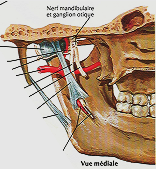 Nerf mandibulaire
et ganglion otique
Vue médiale